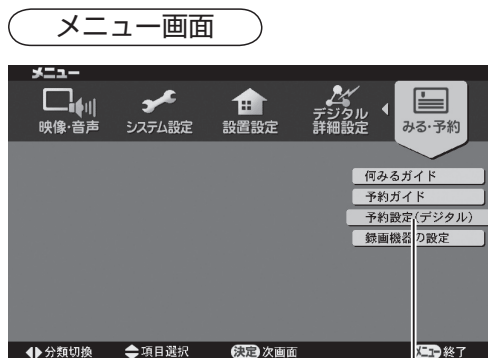 メニュー画面
メニュー
映像・音声 システム設定 設置設定 デジタル詳細設定 みる・予約
何みるガイド
予約ガイド
予約設定(デジタル)
録画機器の設定
分類切換 項目選択 決定 次画面 メニュー 終了